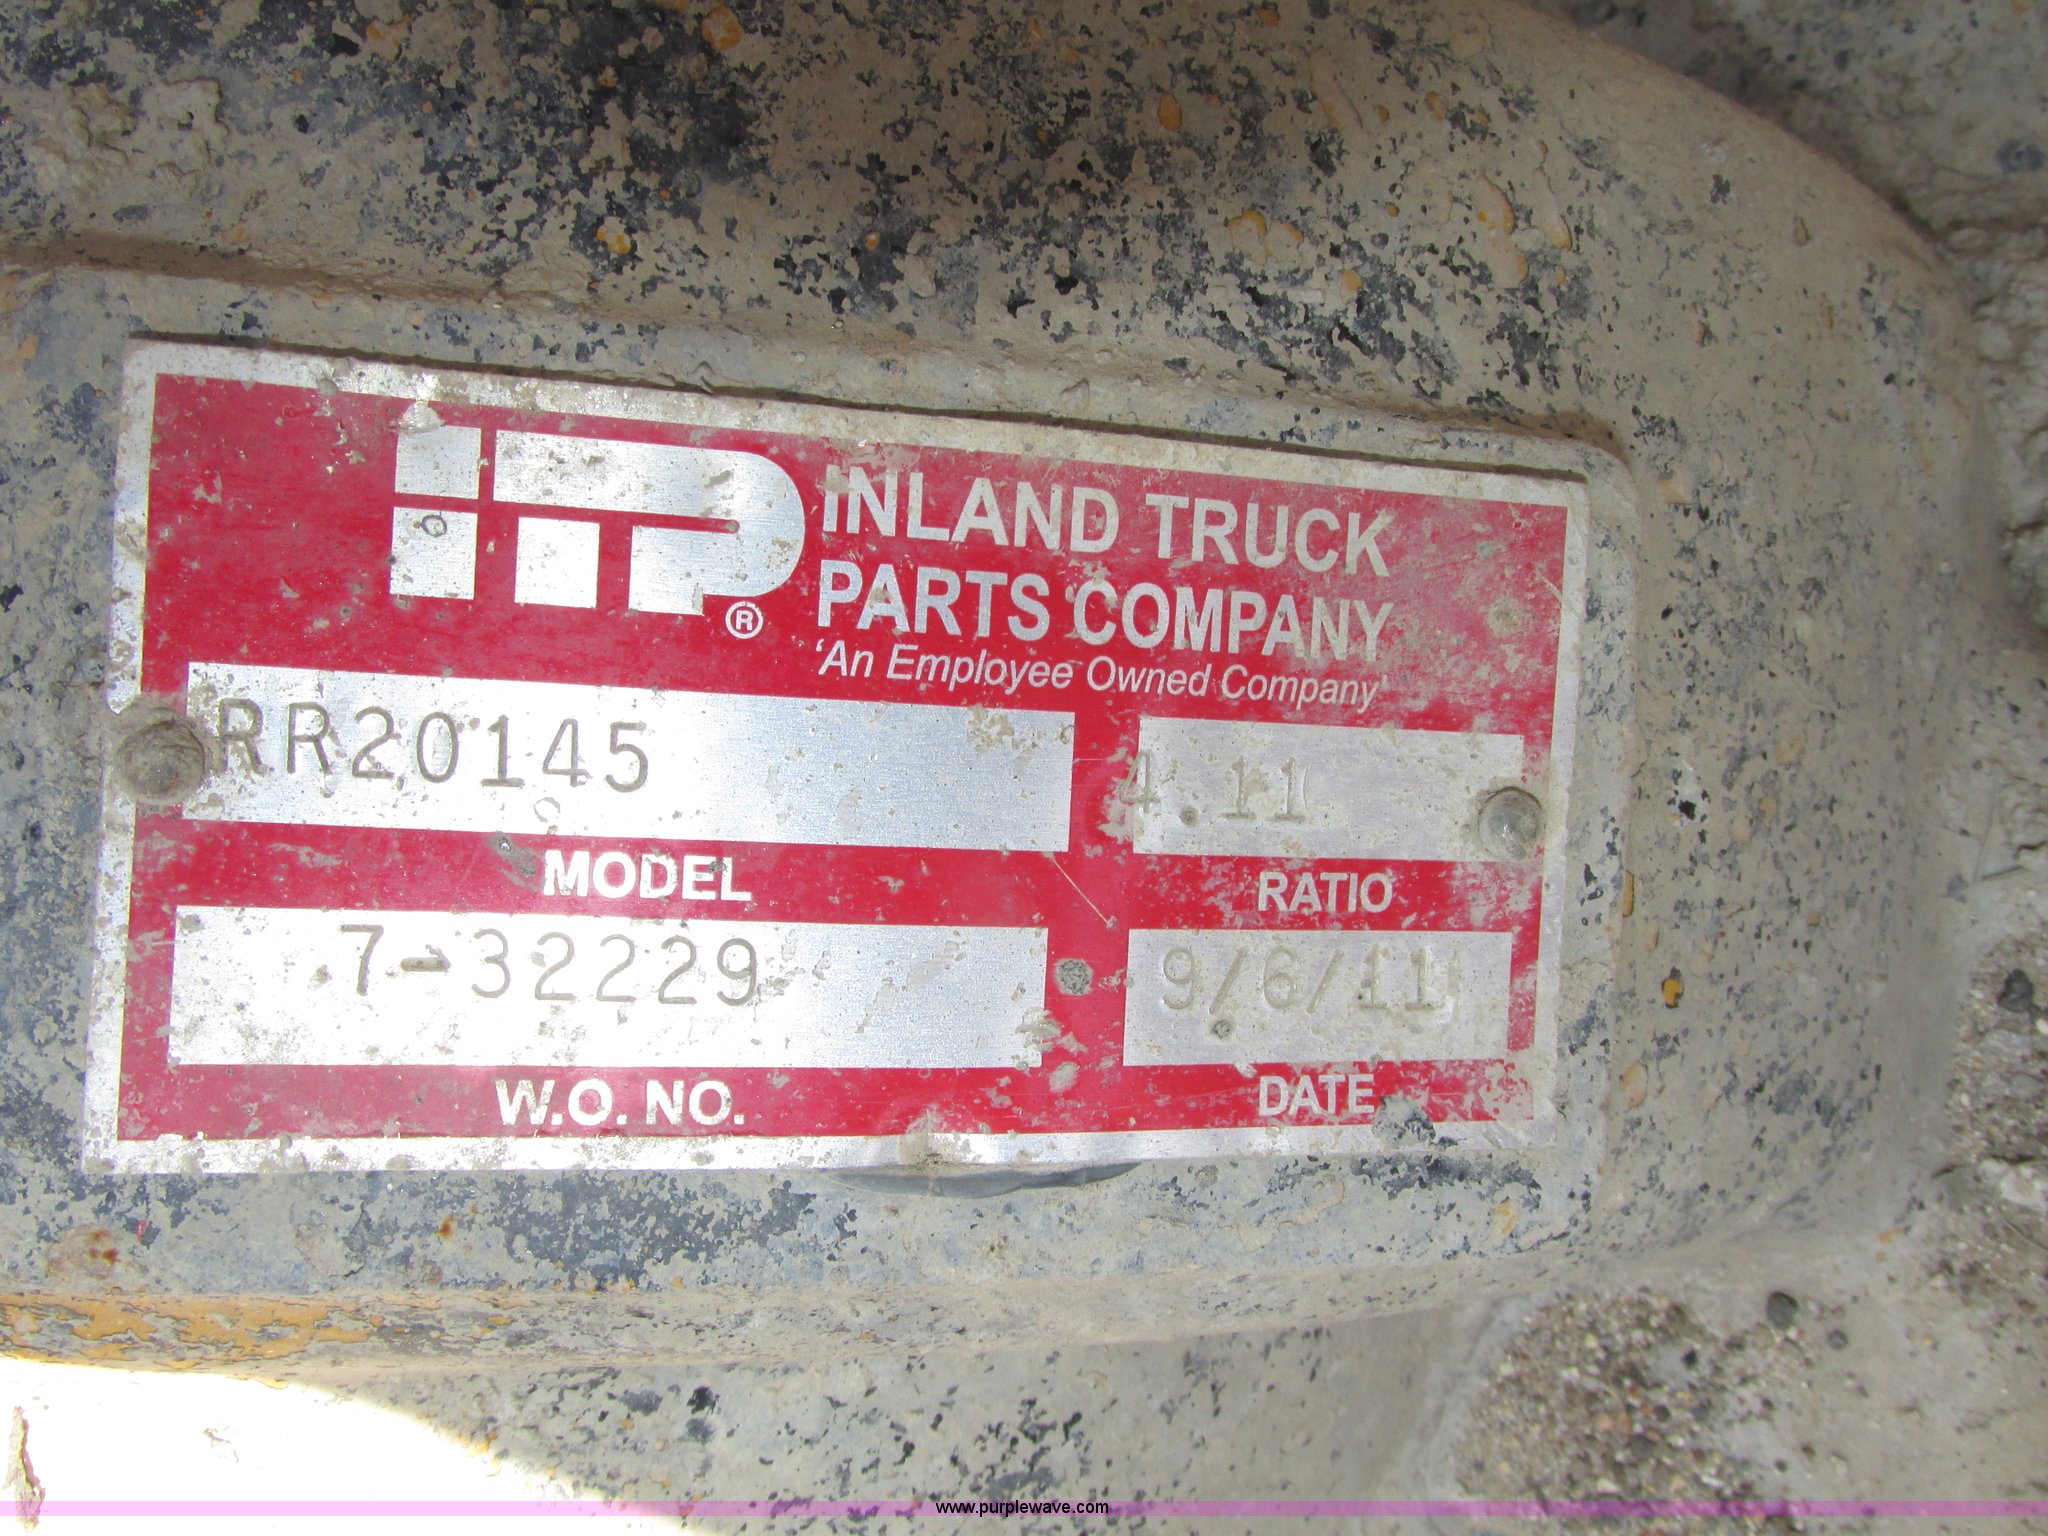 iTP®
INLAND TRUCK
PARTS COMPANY
'An Employee Owned Company'
RR20145
4.11
MODEL
RATIO
7-32229
9/6/11
W.O. NO.
DATE
www.purplewave.com